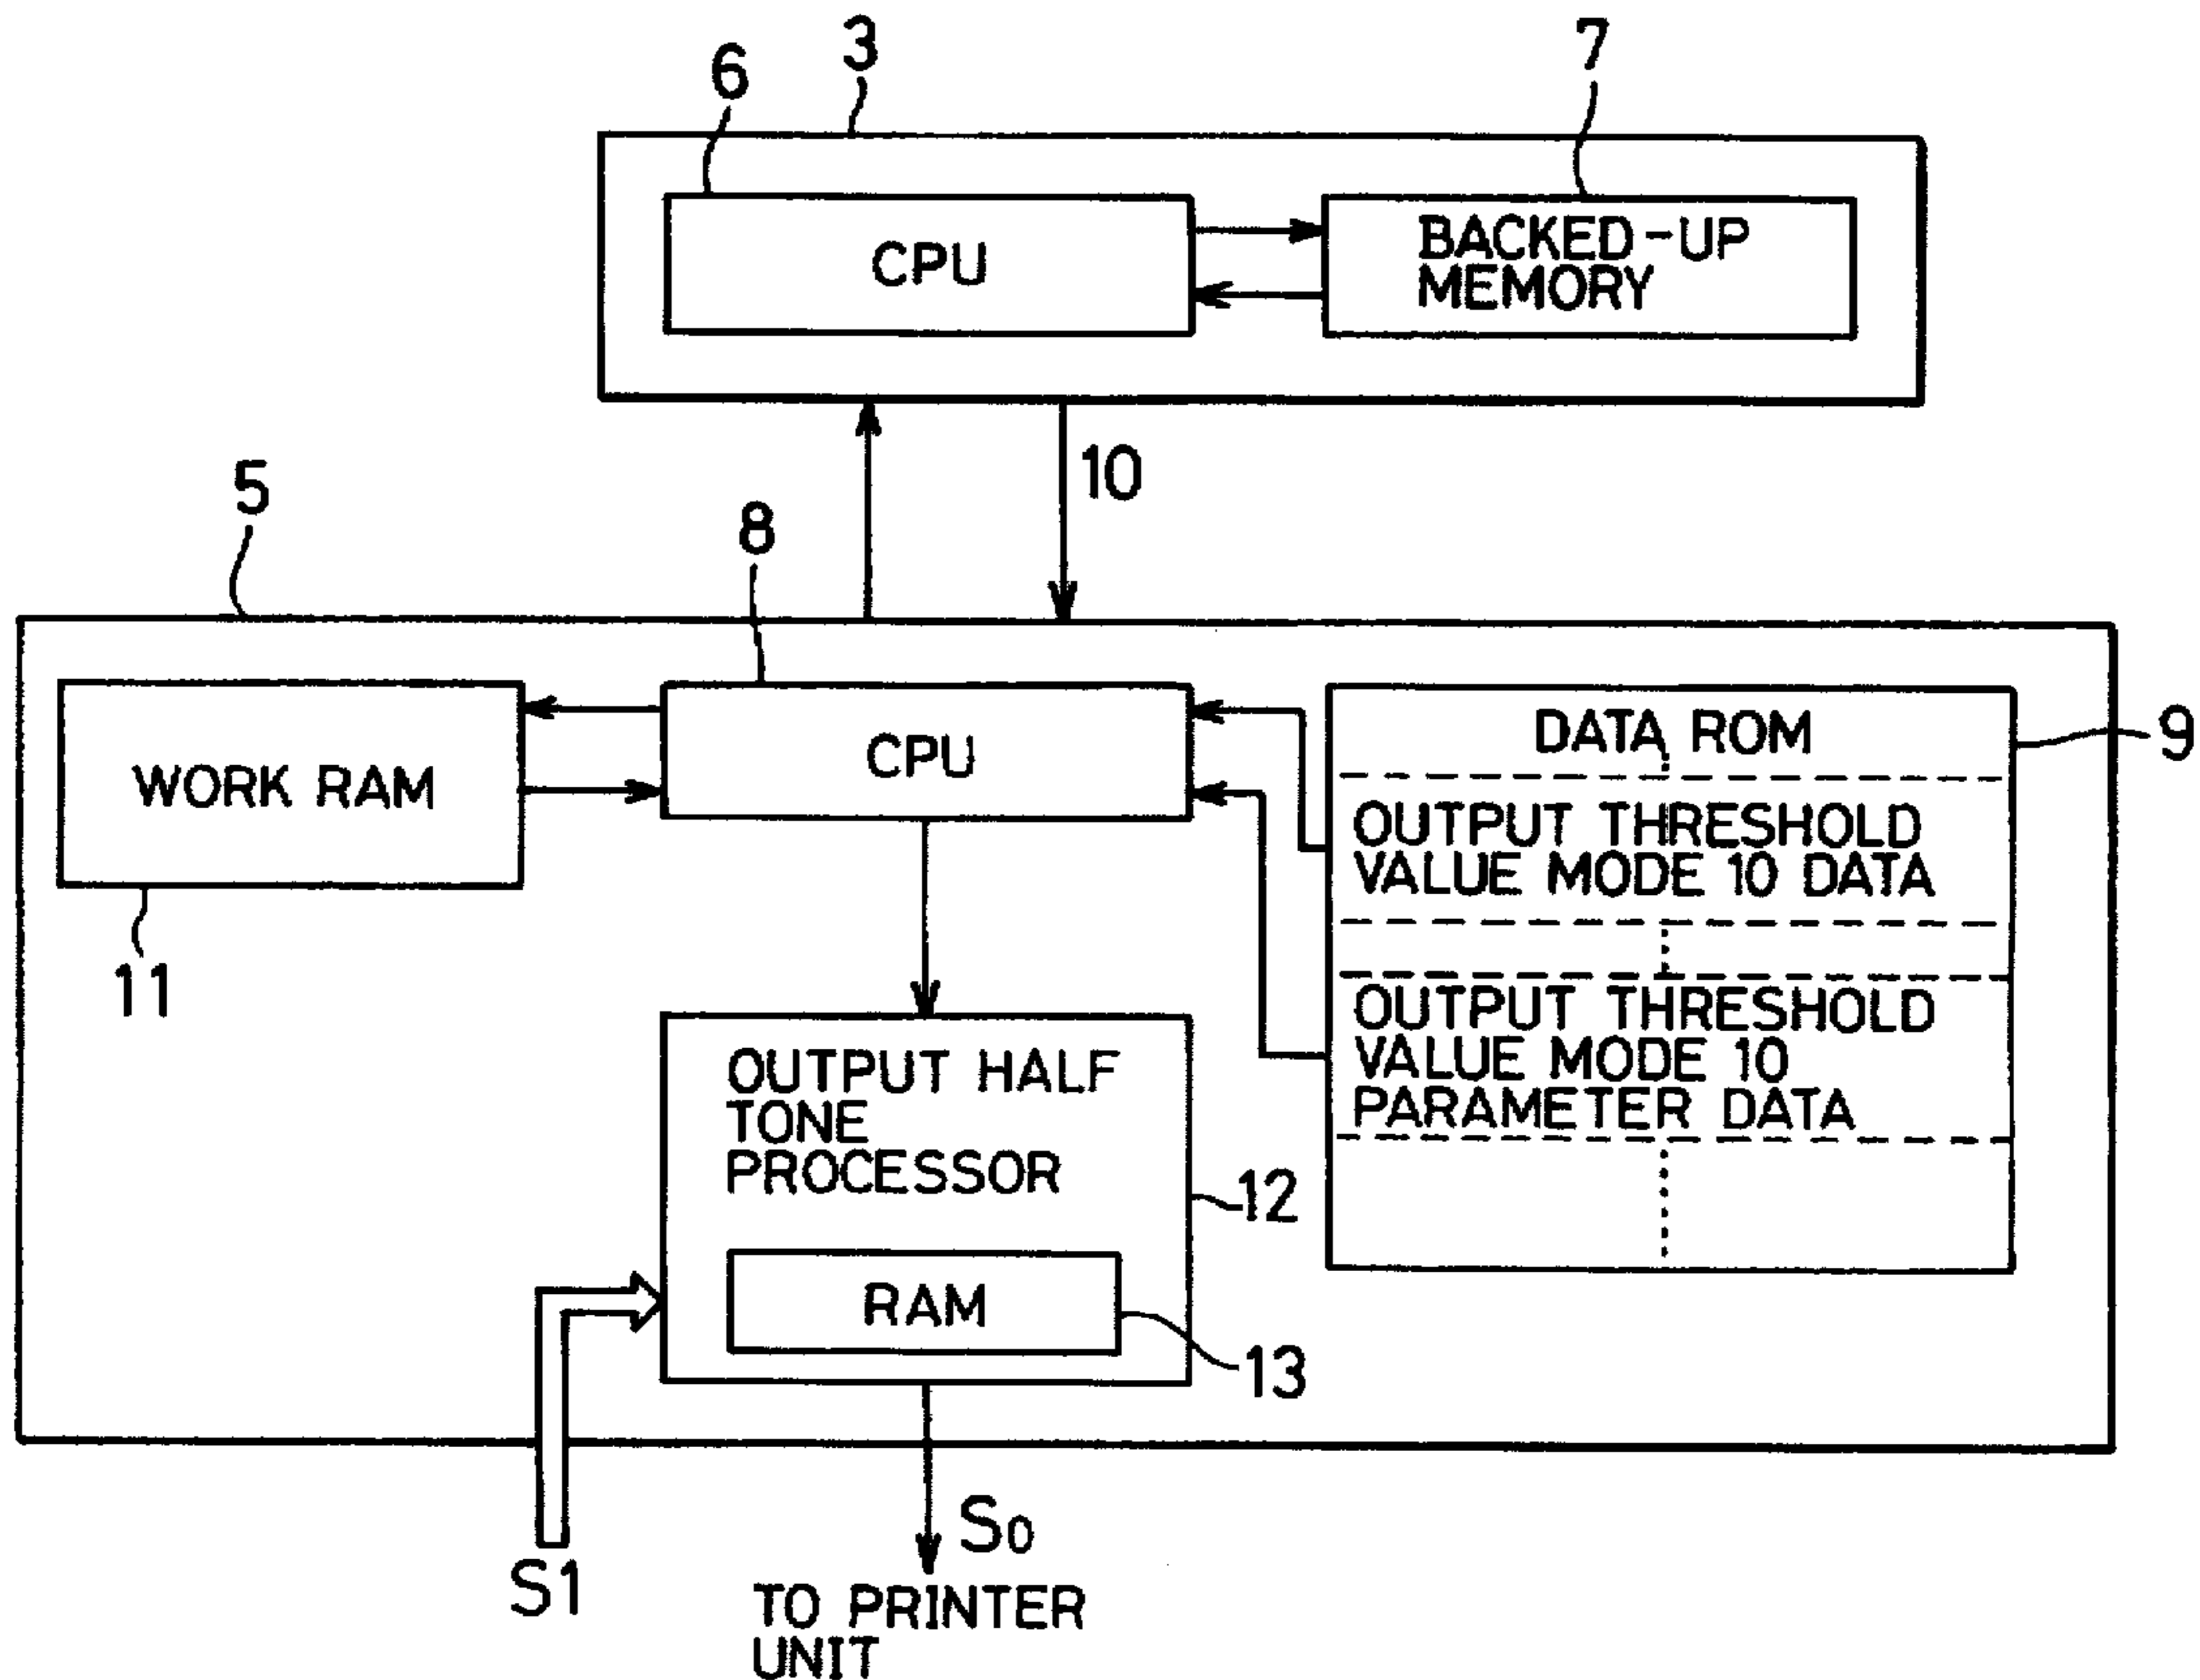 3
6
7
CPU
BACKED-UP
MEMORY
10
5
8
9
WORK RAM
CPU
DATA ROM
OUTPUT THRESHOLD
VALUE MODE 10 DATA
11
OUTPUT THRESHOLD
VALUE MODE 10
PARAMETER DATA
OUTPUT HALF
TONE
PROCESSOR
12
RAM
13
S1
S0
TO PRINTER
UNIT